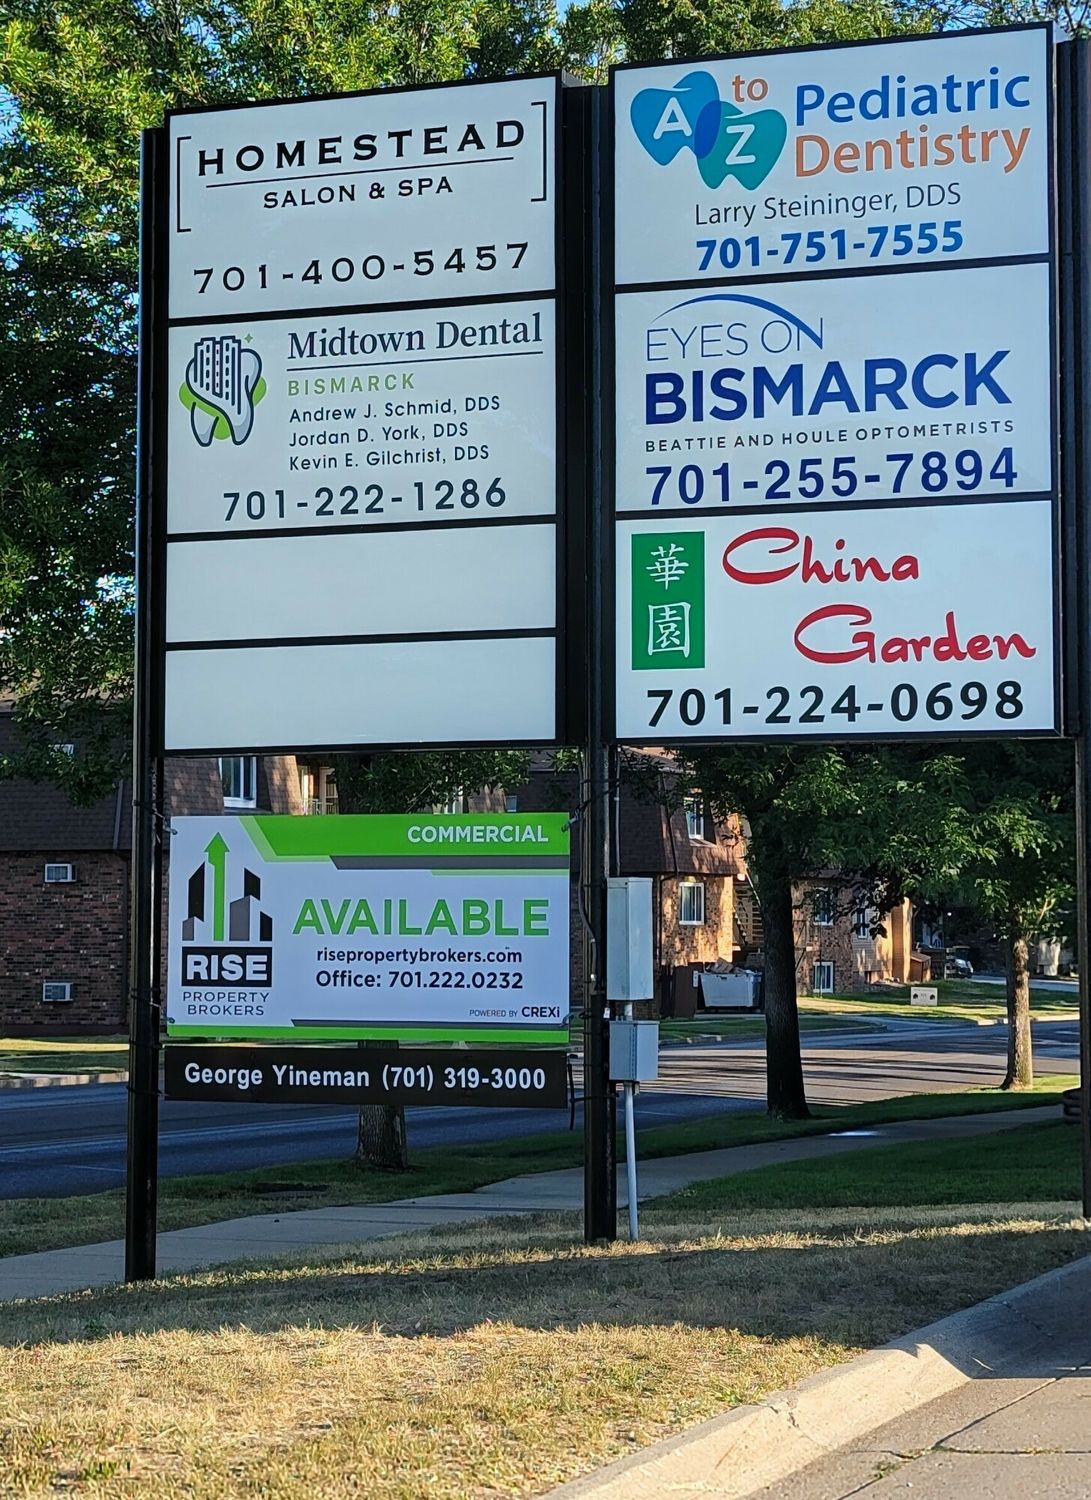 HOMESTEAD
SALON & SPA
701-400-5457
Midtown Dental
BISMARCK
Andrew J. Schmid, DDS
Jordan D. York, DDS
Kevin E. Gilchrist, DDS
701-222-1286
A to Z
Pediatric
Dentistry
Larry Steininger, DDS
701-751-7555
EYES ON
BISMARCK
BEATTIE AND HOULE OPTOMETRISTS
701-255-7894
華
園
China
Garden
701-224-0698
COMMERCIAL
AVAILABLE
risepropertybrokers.com
Office: 701.222.0232
POWERED BY CREXi
RISE
PROPERTY
BROKERS
George Yineman (701) 319-3000